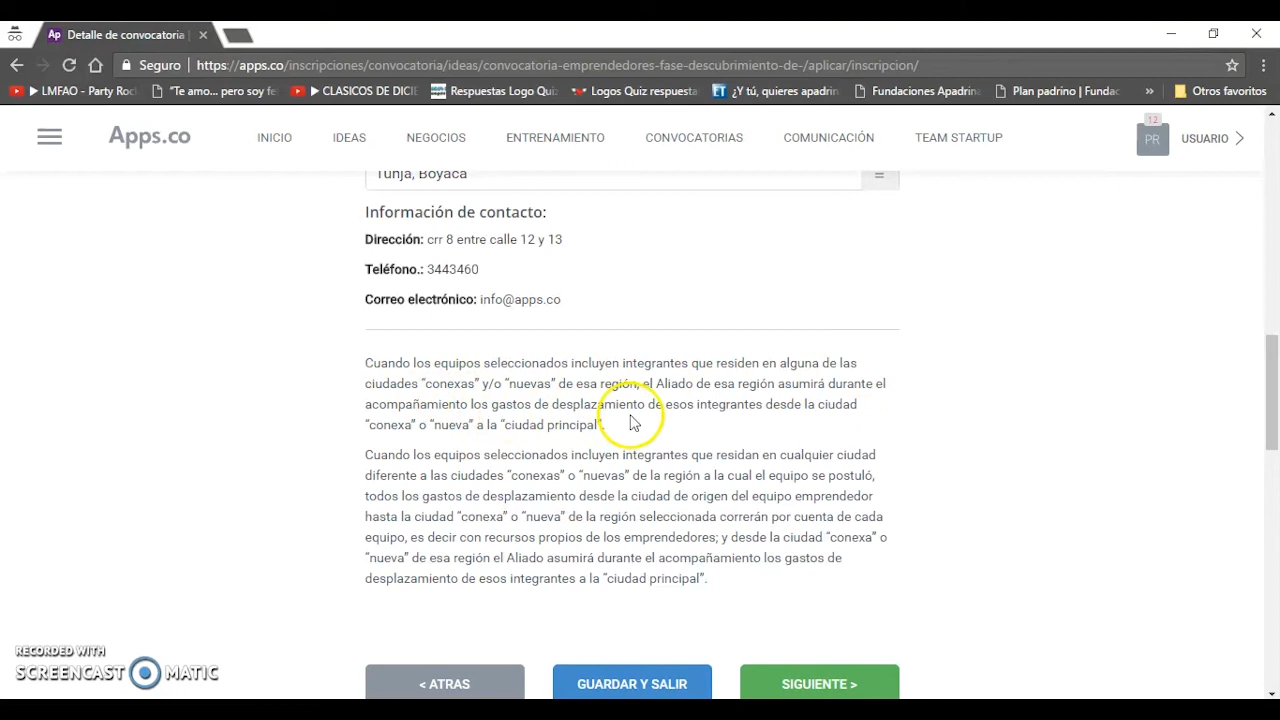 Ap Detalle de convocatoria
Seguro https://apps.co/inscripciones/convocatoria/ideas/convocatoria-emprendedores-fase-descubrimiento-de-/aplicar/inscripcion/
LMFAO - Party Roc
"Te amo... pero soy fe
CLASICOS DE DICIE
Respuestas Logo Quiz
Logos Quiz respuesta
ET ¿Y tú, quieres apadrin
Fundaciones Apadrina
Plan padrino | Fundac
»
Otros favoritos
Apps.co INICIO IDEAS NEGOCIOS ENTRENAMIENTO CONVOCATORIAS COMUNICACIÓN TEAM STARTUP 12 PR USUARIO
Tunja, Boyaca
Información de contacto:
Dirección: crr 8 entre calle 12 y 13
Teléfono.: 3443460
Correo electrónico: info@apps.co
Cuando los equipos seleccionados incluyen integrantes que residen en alguna de las
ciudades “conexas” y/o “nuevas” de esa región, el Aliado de esa región asumirá durante el
acompañamiento los gastos de desplazamiento de esos integrantes desde la ciudad
“conexa” o “nueva” a la “ciudad principal”.
Cuando los equipos seleccionados incluyen integrantes que residan en cualquier ciudad
diferente a las ciudades “conexas” o “nuevas” de la región a la cual el equipo se postuló,
todos los gastos de desplazamiento desde la ciudad de origen del equipo emprendedor
hasta la ciudad “conexa” o “nueva” de la región seleccionada correrán por cuenta de cada
equipo, es decir con recursos propios de los emprendedores; y desde la ciudad “conexa” o
“nueva” de esa región el Aliado asumirá durante el acompañamiento los gastos de
desplazamiento de esos integrantes a la “ciudad principal”.
< ATRAS GUARDAR Y SALIR SIGUIENTE >
RECORDED WITH
SCREENCAST MATIC